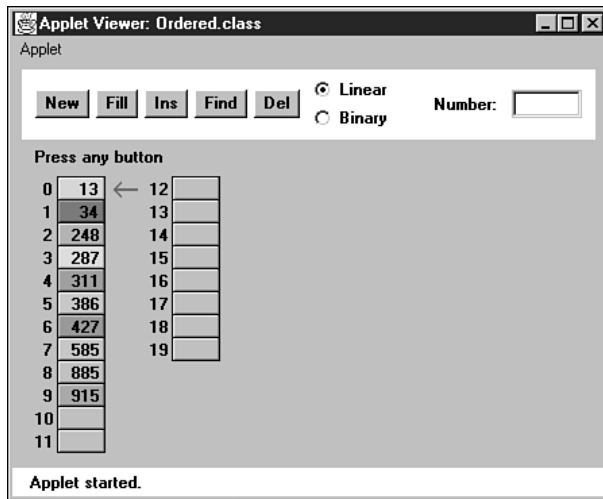 Applet Viewer: Ordered.class
Applet
New Fill Ins Find Del Linear Binary Number:
Press any button
0 13 ← 12
1 34 13
2 248 14
3 287 15
4 311 16
5 386 17
6 427 18
7 585 19
8 885
9 915
10
11
Applet started.